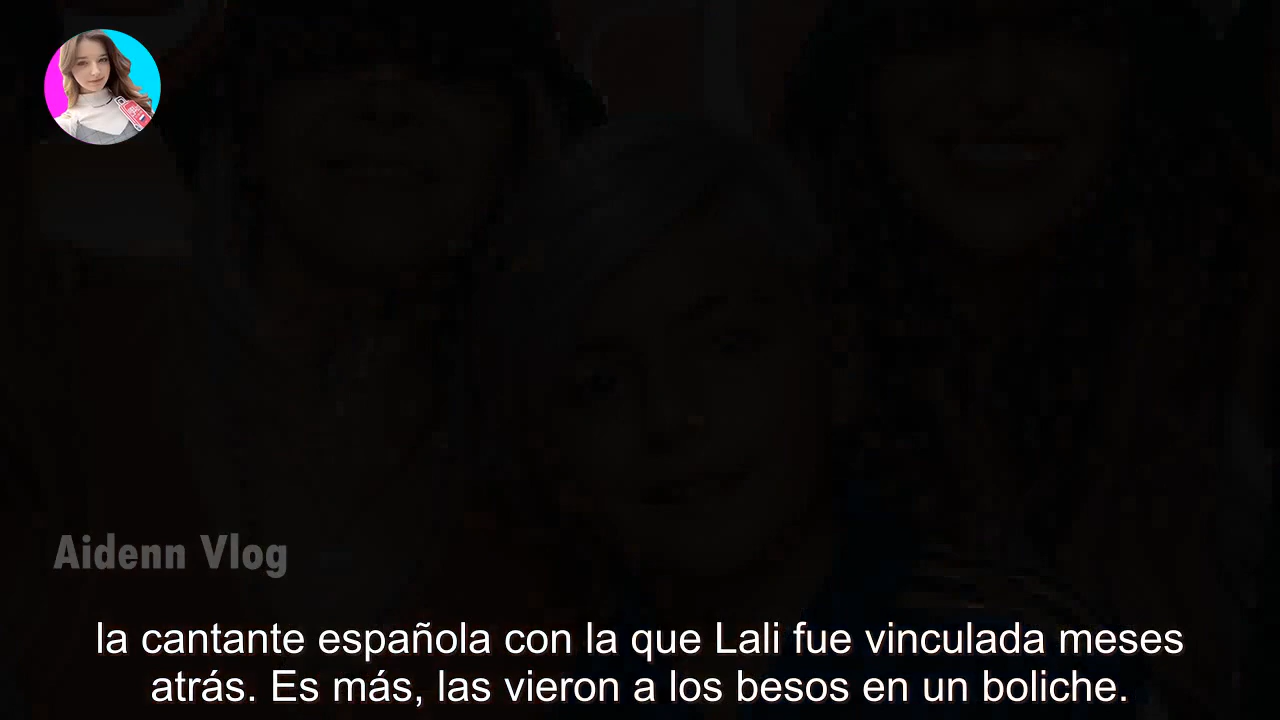 Aidenn Vlog
la cantante española con la que Lali fue vinculada meses
atrás. Es más, las vieron a los besos en un boliche.